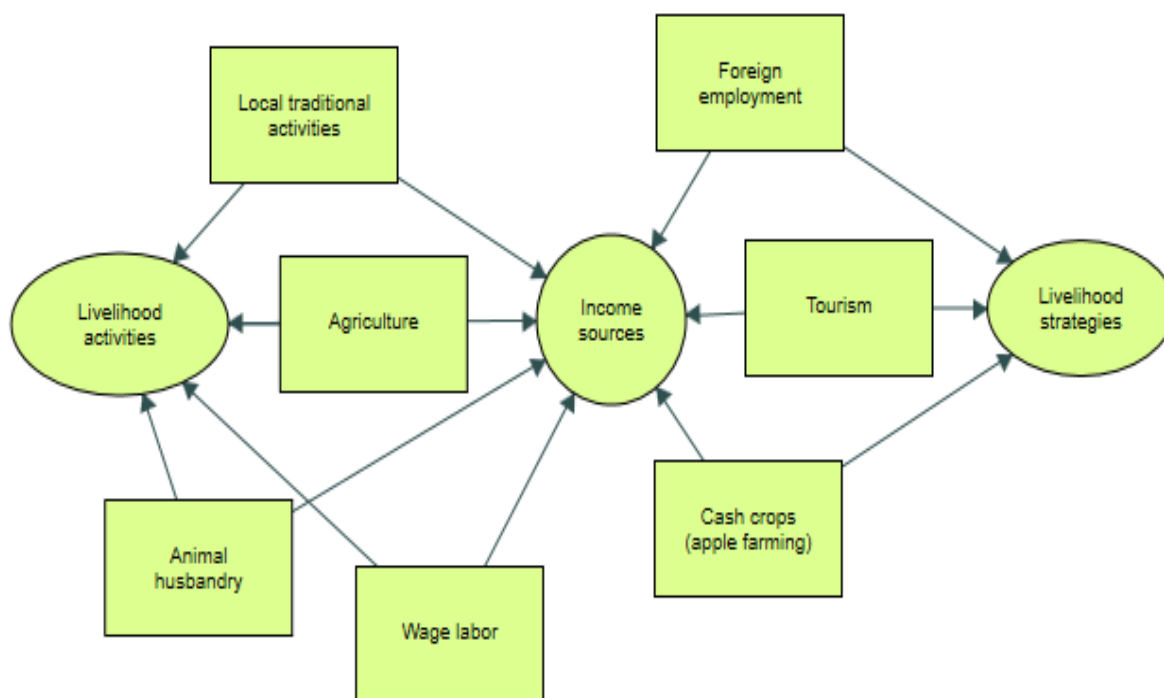 Local traditional
activities
Foreign
employment
Livelihood
activities
Agriculture
Income
sources
Tourism
Livelihood
strategies
Animal
husbandry
Wage labor
Cash crops
(apple farming)